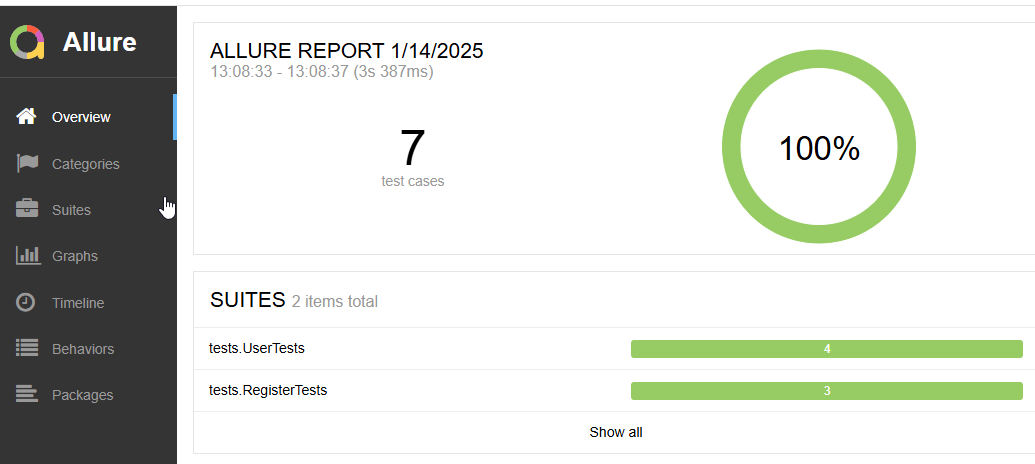 Allure
Overview
Categories
Suites
Graphs
Timeline
Behaviors
Packages
ALLURE REPORT 1/14/2025
13:08:33 - 13:08:37 (3s 387ms)
7
test cases
100%
SUITES 2 items total
tests.UserTests 4
tests.RegisterTests 3
Show all